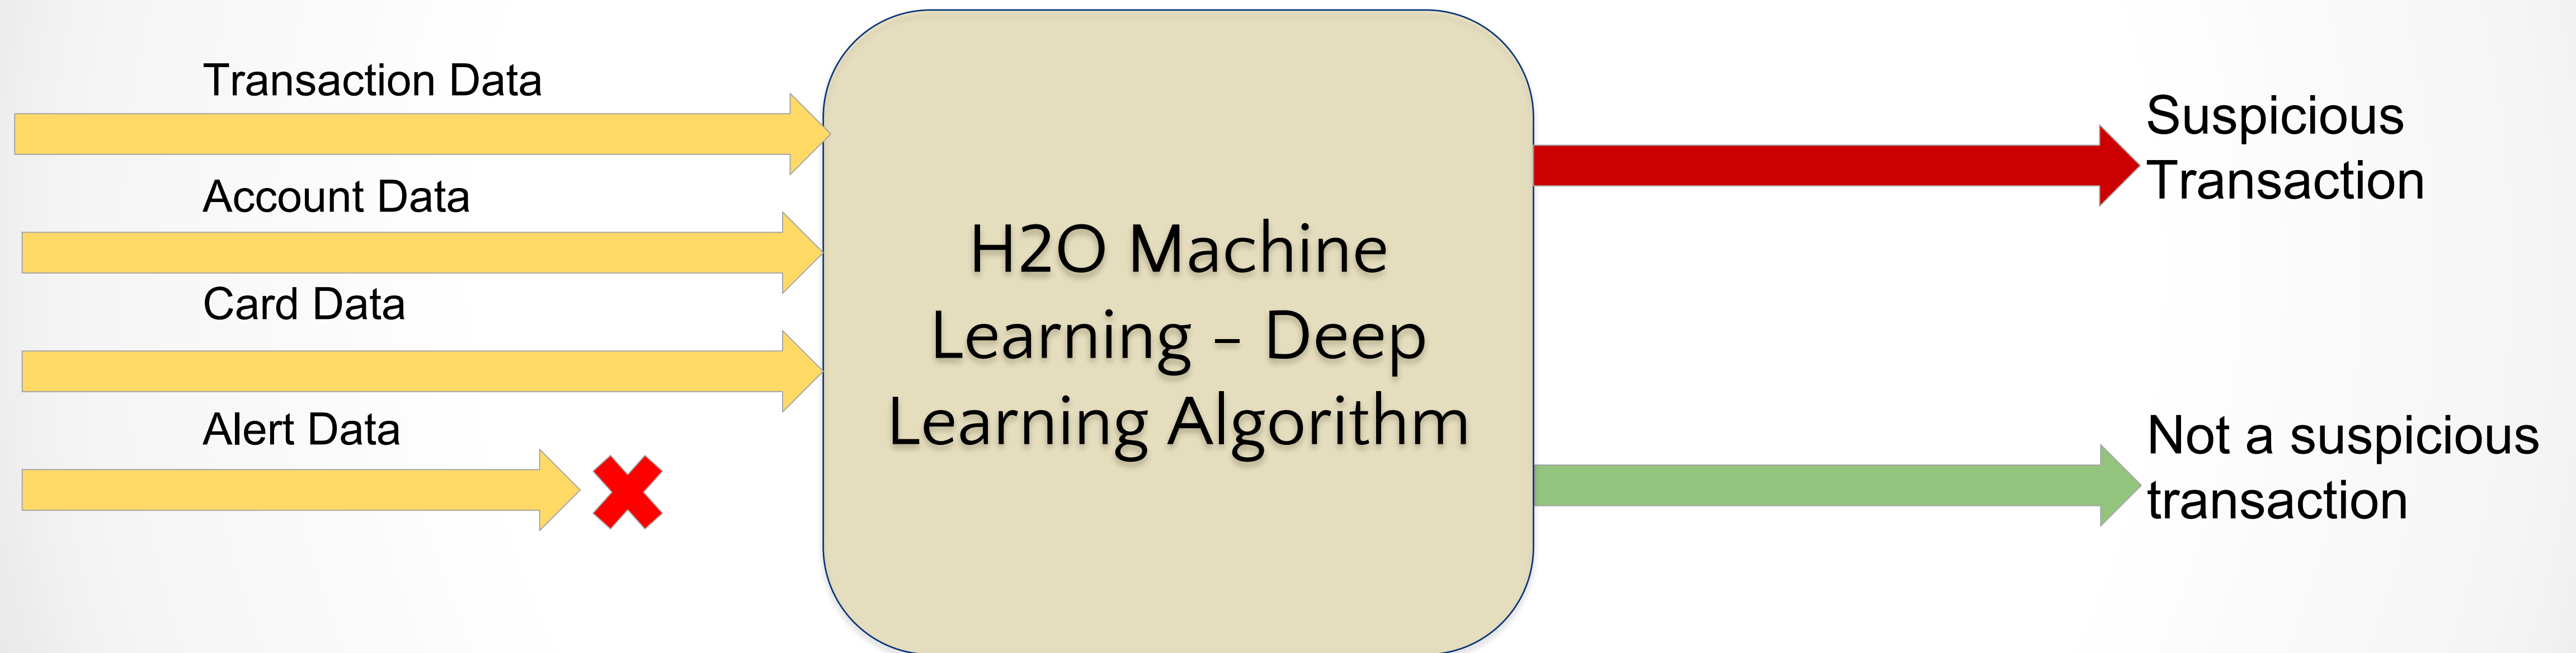 Transaction Data
Account Data
Card Data
Alert Data
H2O Machine
Learning – Deep
Learning Algorithm
Suspicious
Transaction
Not a suspicious
transaction